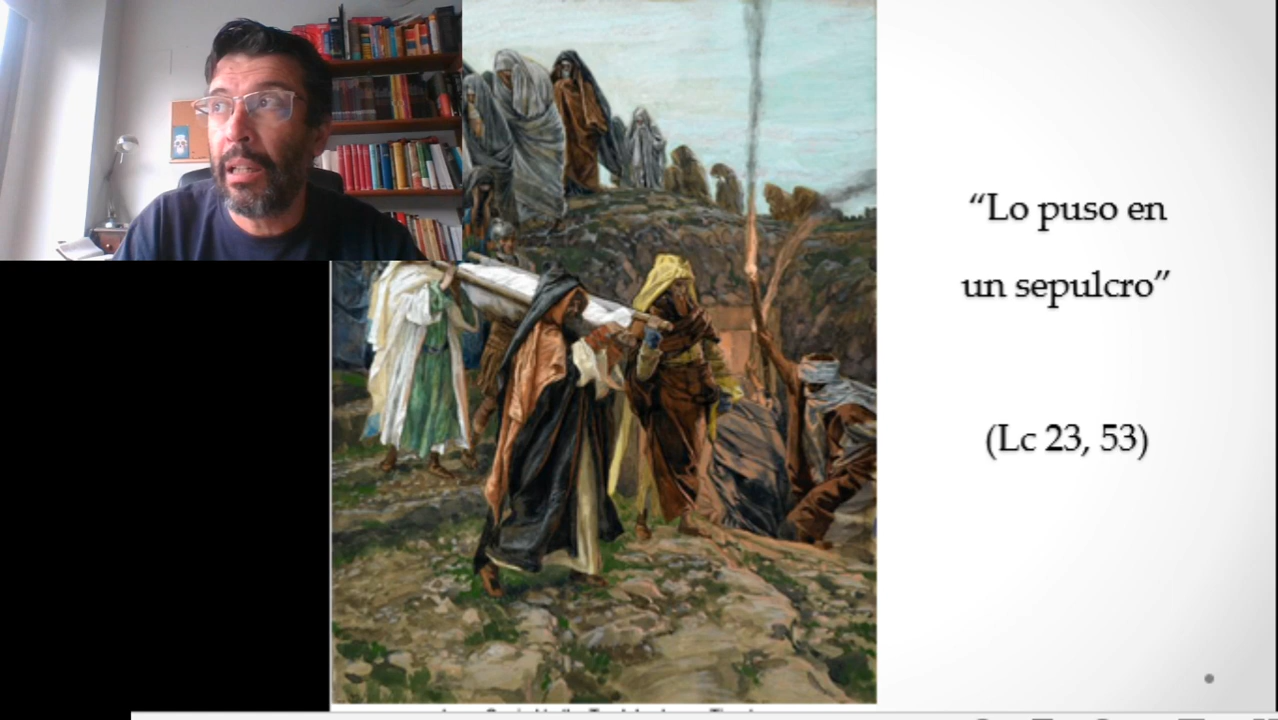 “Lo puso en
un sepulcro”
(Lc 23, 53)